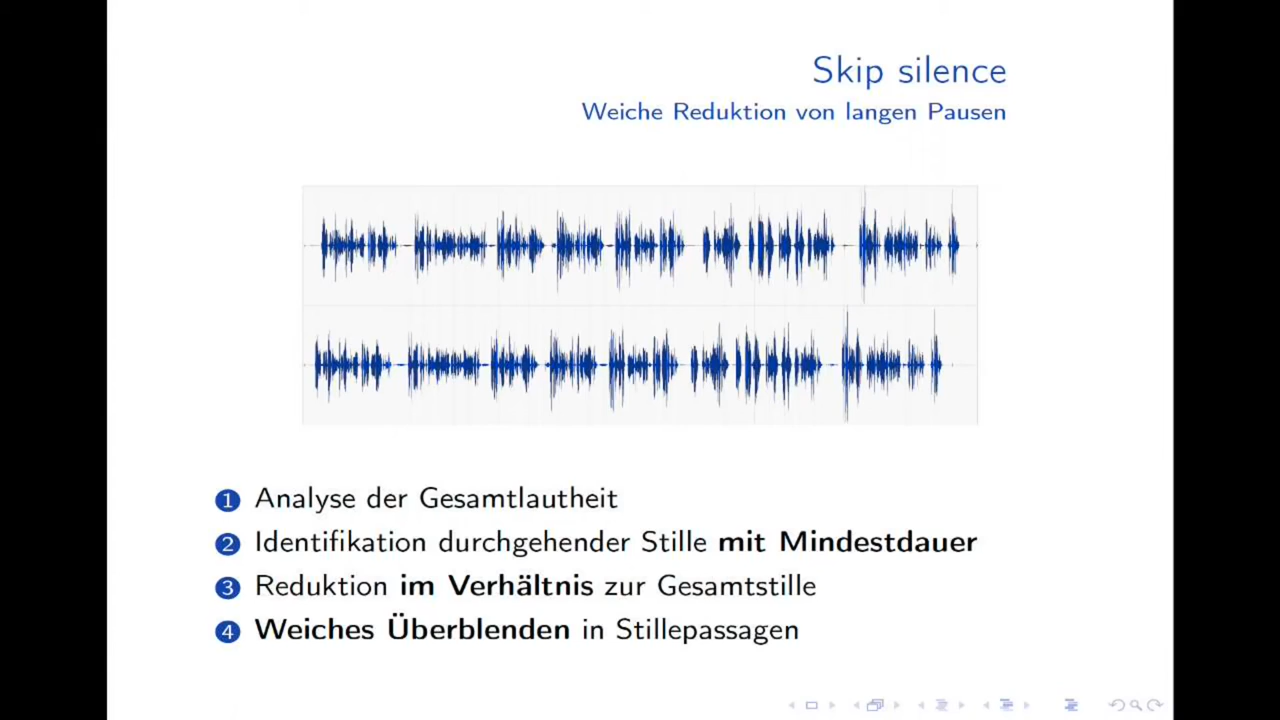 Skip silence
Weiche Reduktion von langen Pausen
1 Analyse der Gesamtlautheit
2 Identifikation durchgehender Stille mit Mindestdauer
3 Reduktion im Verhältnis zur Gesamtstille
4 Weiches Überblenden in Stillepassagen